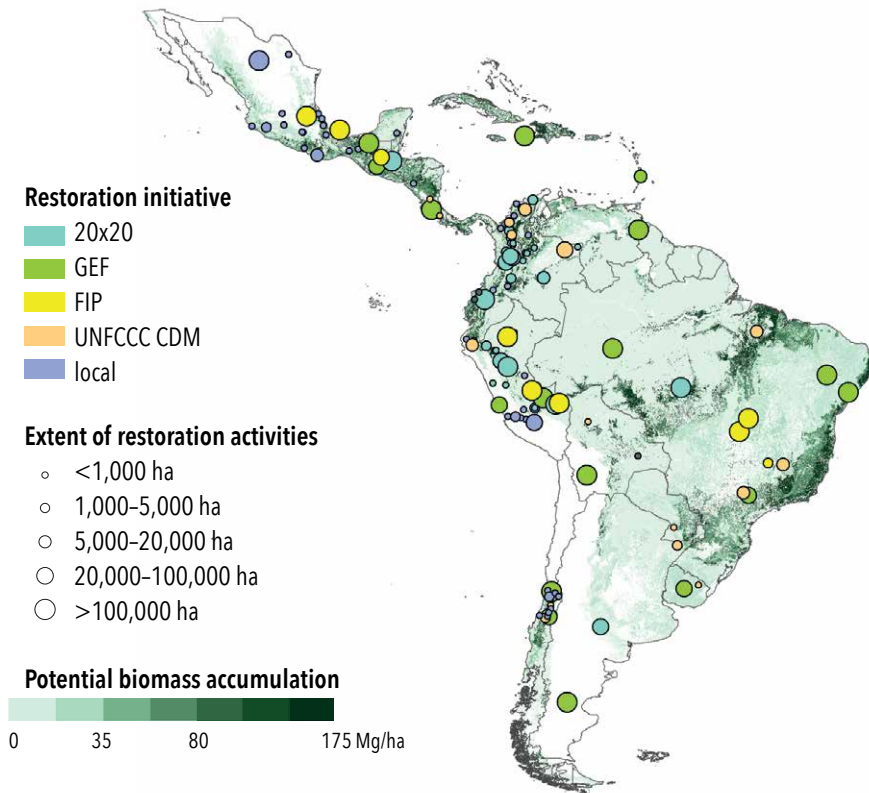 Restoration initiative
20x20
GEF
FIP
UNFCCC CDM
local
Extent of restoration activities
<1,000 ha
1,000–5,000 ha
5,000–20,000 ha
20,000–100,000 ha
>100,000 ha
Potential biomass accumulation
0 35 80 175 Mg/ha